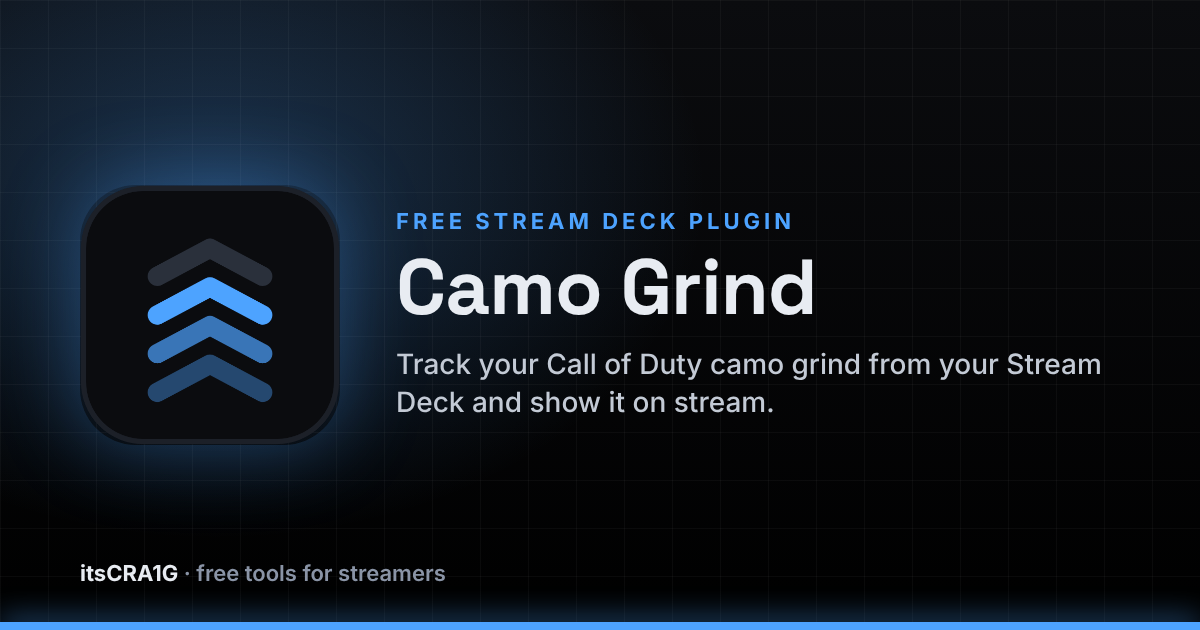 FREE STREAM DECK PLUGIN
Camo Grind
Track your Call of Duty camo grind from your Stream
Deck and show it on stream.
itsCRA1G · free tools for streamers